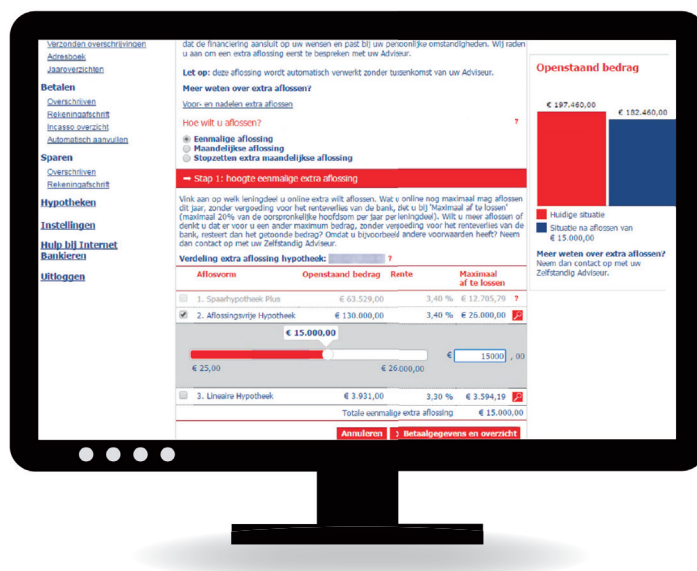 Verzonden overschrijvingen
Adresboek
Jaaroverzichten
Betalen
Overschrijven
Rekeningafschrift
Incasso overzicht
Automatisch aanvullen
Sparen
Overschrijven
Rekeningafschrift
Hypotheken
Instellingen
Hulp bij Internet
Bankieren
Uitloggen
dat de financiering aansluit op uw wensen en past bij uw persoonlijke omstandigheden. Wij raden
u aan om een extra aflossing eerst te bespreken met uw Adviseur.
Let op: deze aflossing wordt automatisch verwerkt zonder tussenkomst van uw Adviseur.
Meer weten over extra aflossen?
Voor- en nadelen extra aflossen
Hoe wilt u aflossen? ?
Eenmalige aflossing
Maandelijkse aflossing
Stopzetten extra maandelijkse aflossing
→ Stap 1: hoogte eenmalige extra aflossing
Vink aan op welk leningdeel u online extra wilt aflossen. Wat u online nog maximaal mag aflossen
dit jaar, zonder vergoeding voor het renteverlies van de bank, ziet u bij 'Maximaal af te lossen'
(maximaal 20% van de oorspronkelijke hoofdsom per jaar per leningdeel). Wilt u meer aflossen of
denkt u dat er voor u een ander maximum bedrag, zonder vergoeding voor het renteverlies van de
bank, resteert dan het getoonde bedrag? Omdat u bijvoorbeeld andere voorwaarden heeft? Neem
dan contact op met uw Zelfstandig Adviseur.
Verdeling extra aflossing hypotheek: ?
Aflosvorm Openstaand bedrag Rente Maximaal
af te lossen
1. Spaarhypotheek Plus € 63.529,00 3,40 % € 12.705,79 ?
2. Aflossingsvrije Hypotheek € 130.000,00 3,40 % € 26.000,00
€ 15.000,00
€ 15000 , 00
€ 25,00 € 26.000,00
3. Lineaire Hypotheek € 3.931,00 3,30 % € 3.594,19
Totale eenmalige extra aflossing € 15.000,00
Annuleren Betaalgegevens en overzicht
Openstaand bedrag
€ 197.460,00
€ 182.460,00
Huidige situatie
Situatie na aflossen van
€ 15.000,00
Meer weten over extra aflossen?
Neem dan contact op met uw
Zelfstandig Adviseur.